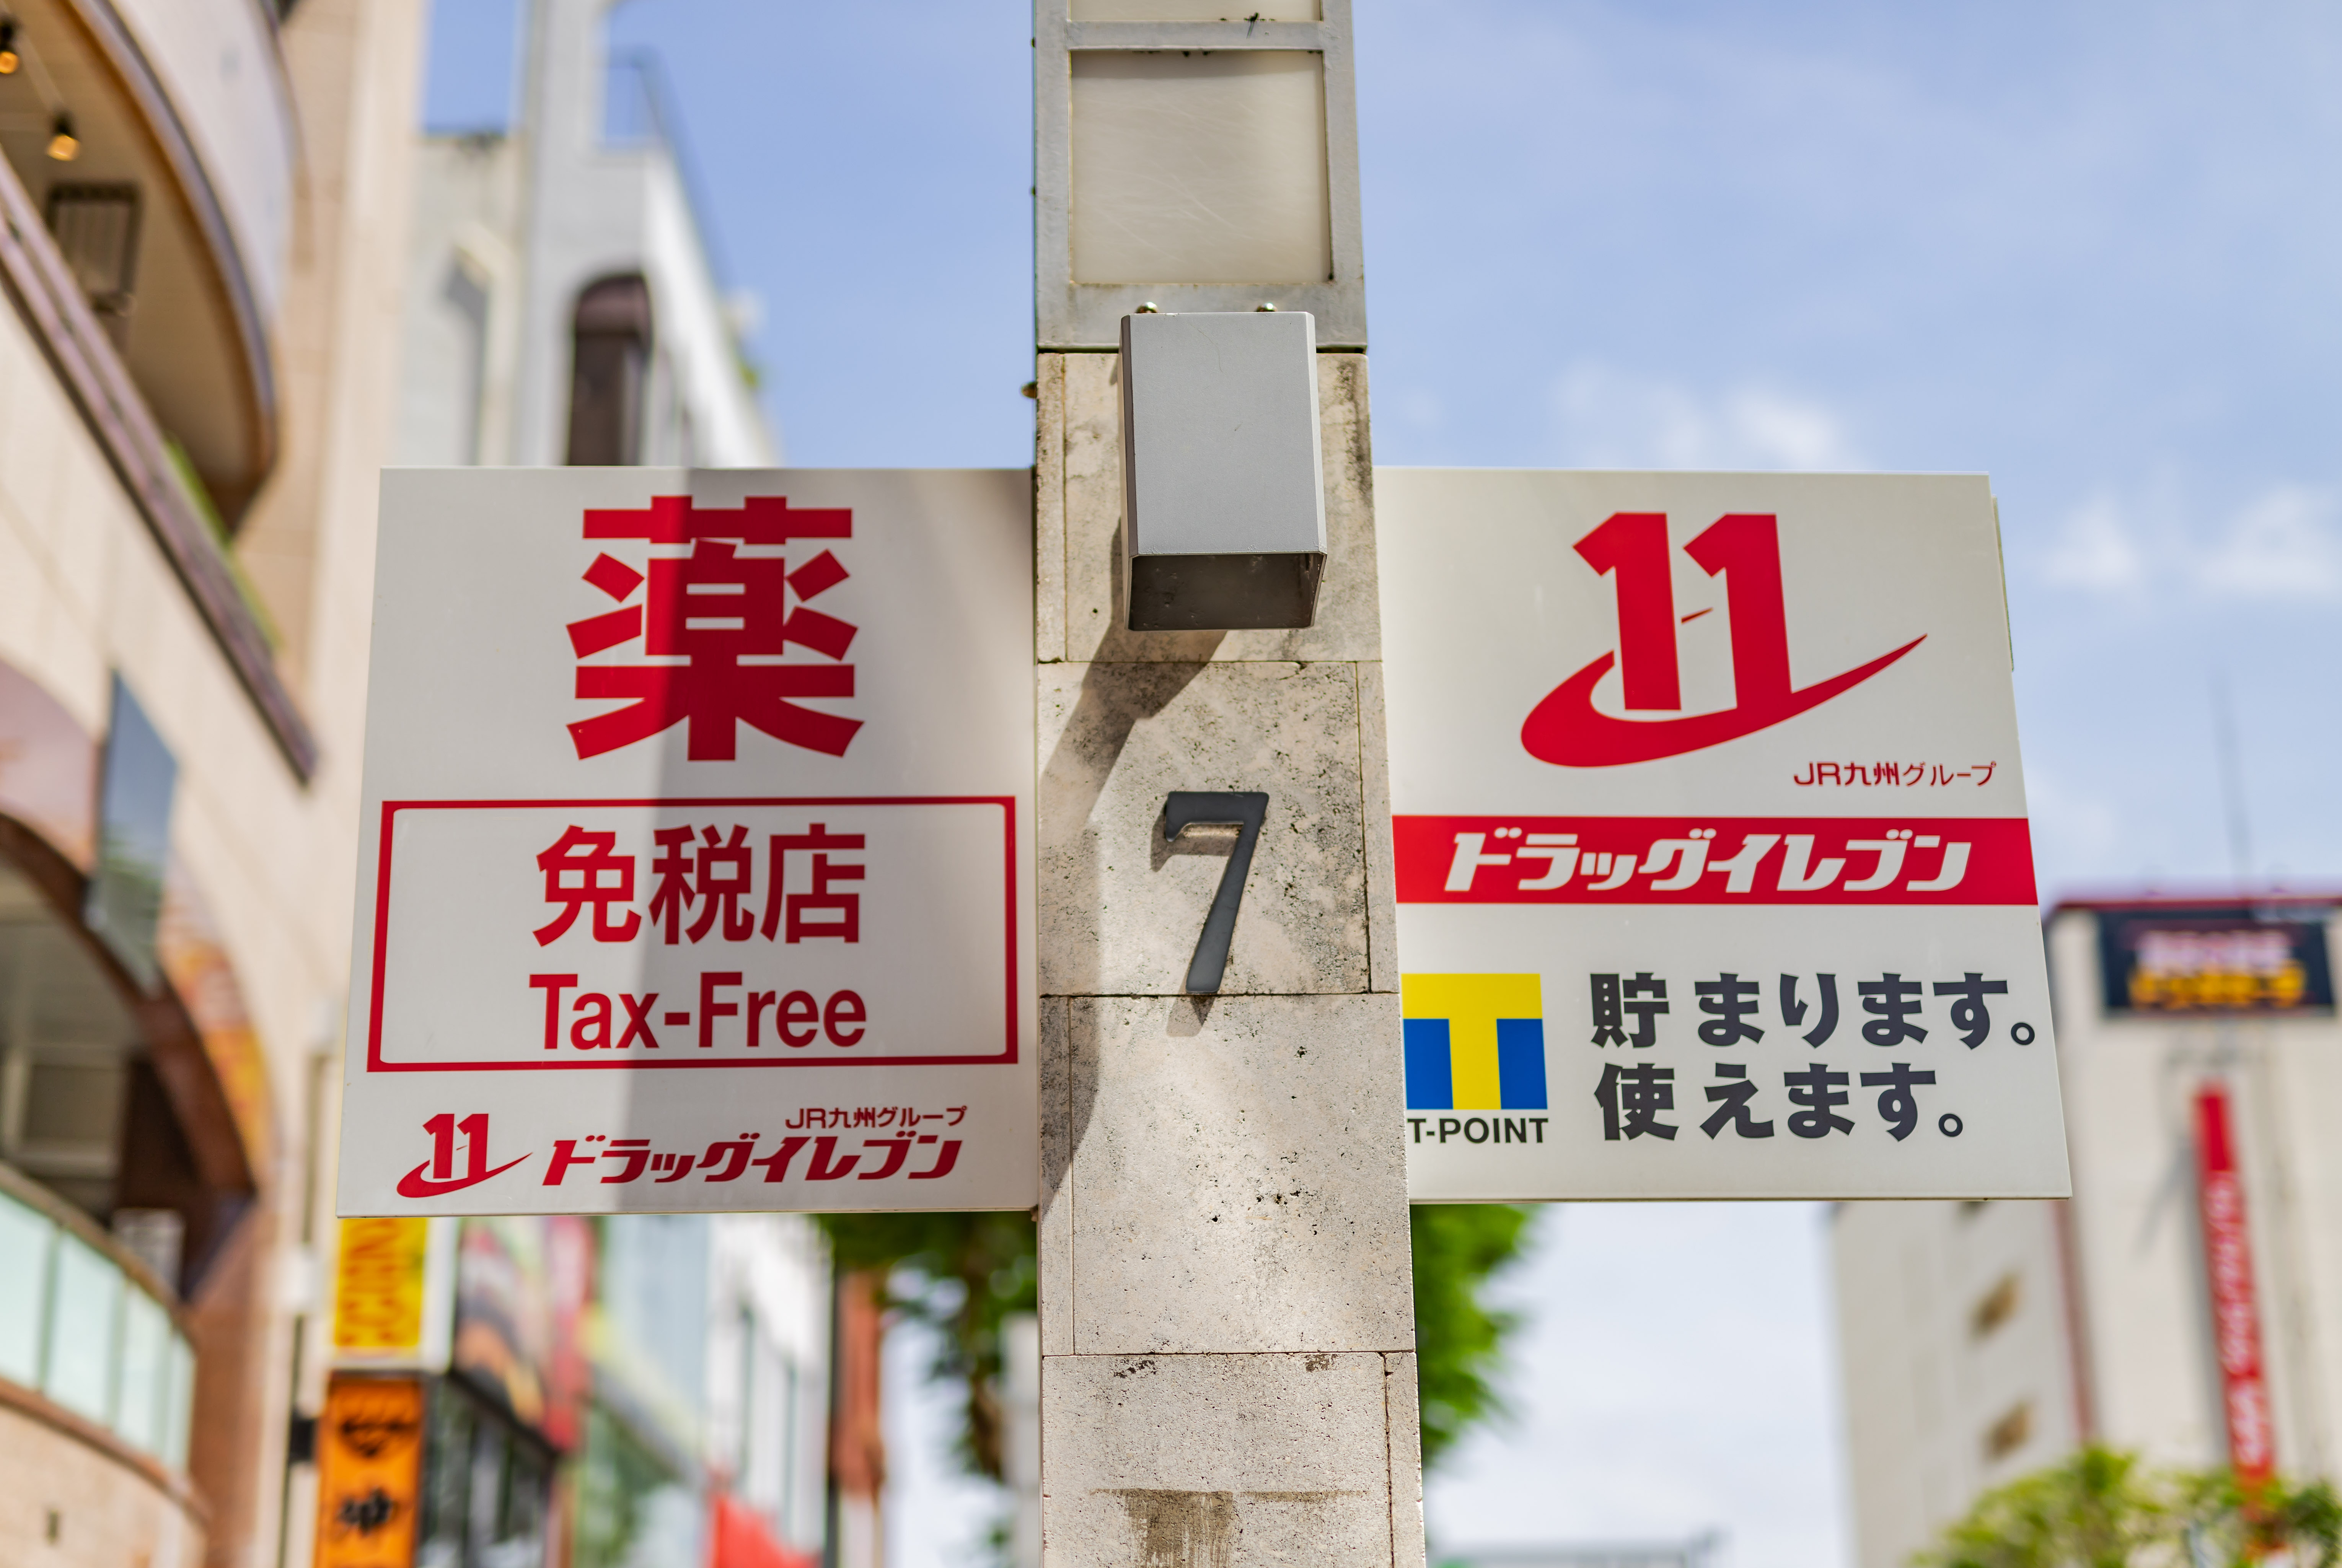 薬
免税店
Tax-Free
11
JR九州グループ
ドラッグイレブン
7
11
JR九州グループ
ドラッグイレブン
T-POINT
貯まります。
使えます。